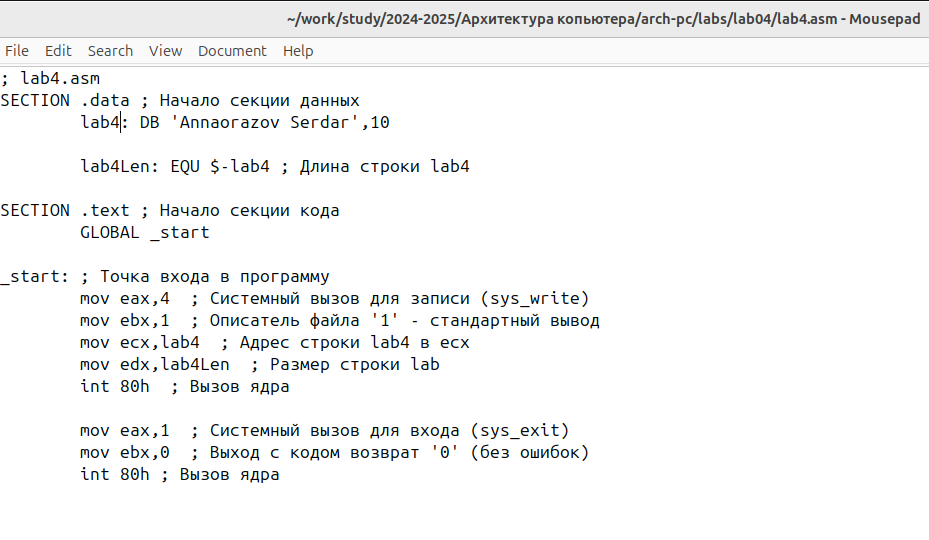 ~/work/study/2024-2025/Архитектура копьютера/arch-pc/labs/lab04/lab4.asm - Mousepad
File Edit Search View Document Help
; lab4.asm
SECTION .data ; Начало секции данных
lab4: DB 'Annaorazov Serdar',10
lab4Len: EQU $-lab4 ; Длина строки lab4
SECTION .text ; Начало секции кода
GLOBAL _start
_start: ; Точка входа в программу
mov eax,4 ; Системный вызов для записи (sys_write)
mov ebx,1 ; Описатель файла '1' - стандартный вывод
mov ecx,lab4 ; Адрес строки lab4 в ecx
mov edx,lab4Len ; Размер строки lab
int 80h ; Вызов ядра
mov eax,1 ; Системный вызов для входа (sys_exit)
mov ebx,0 ; Выход с кодом возврат '0' (без ошибок)
int 80h ; Вызов ядра